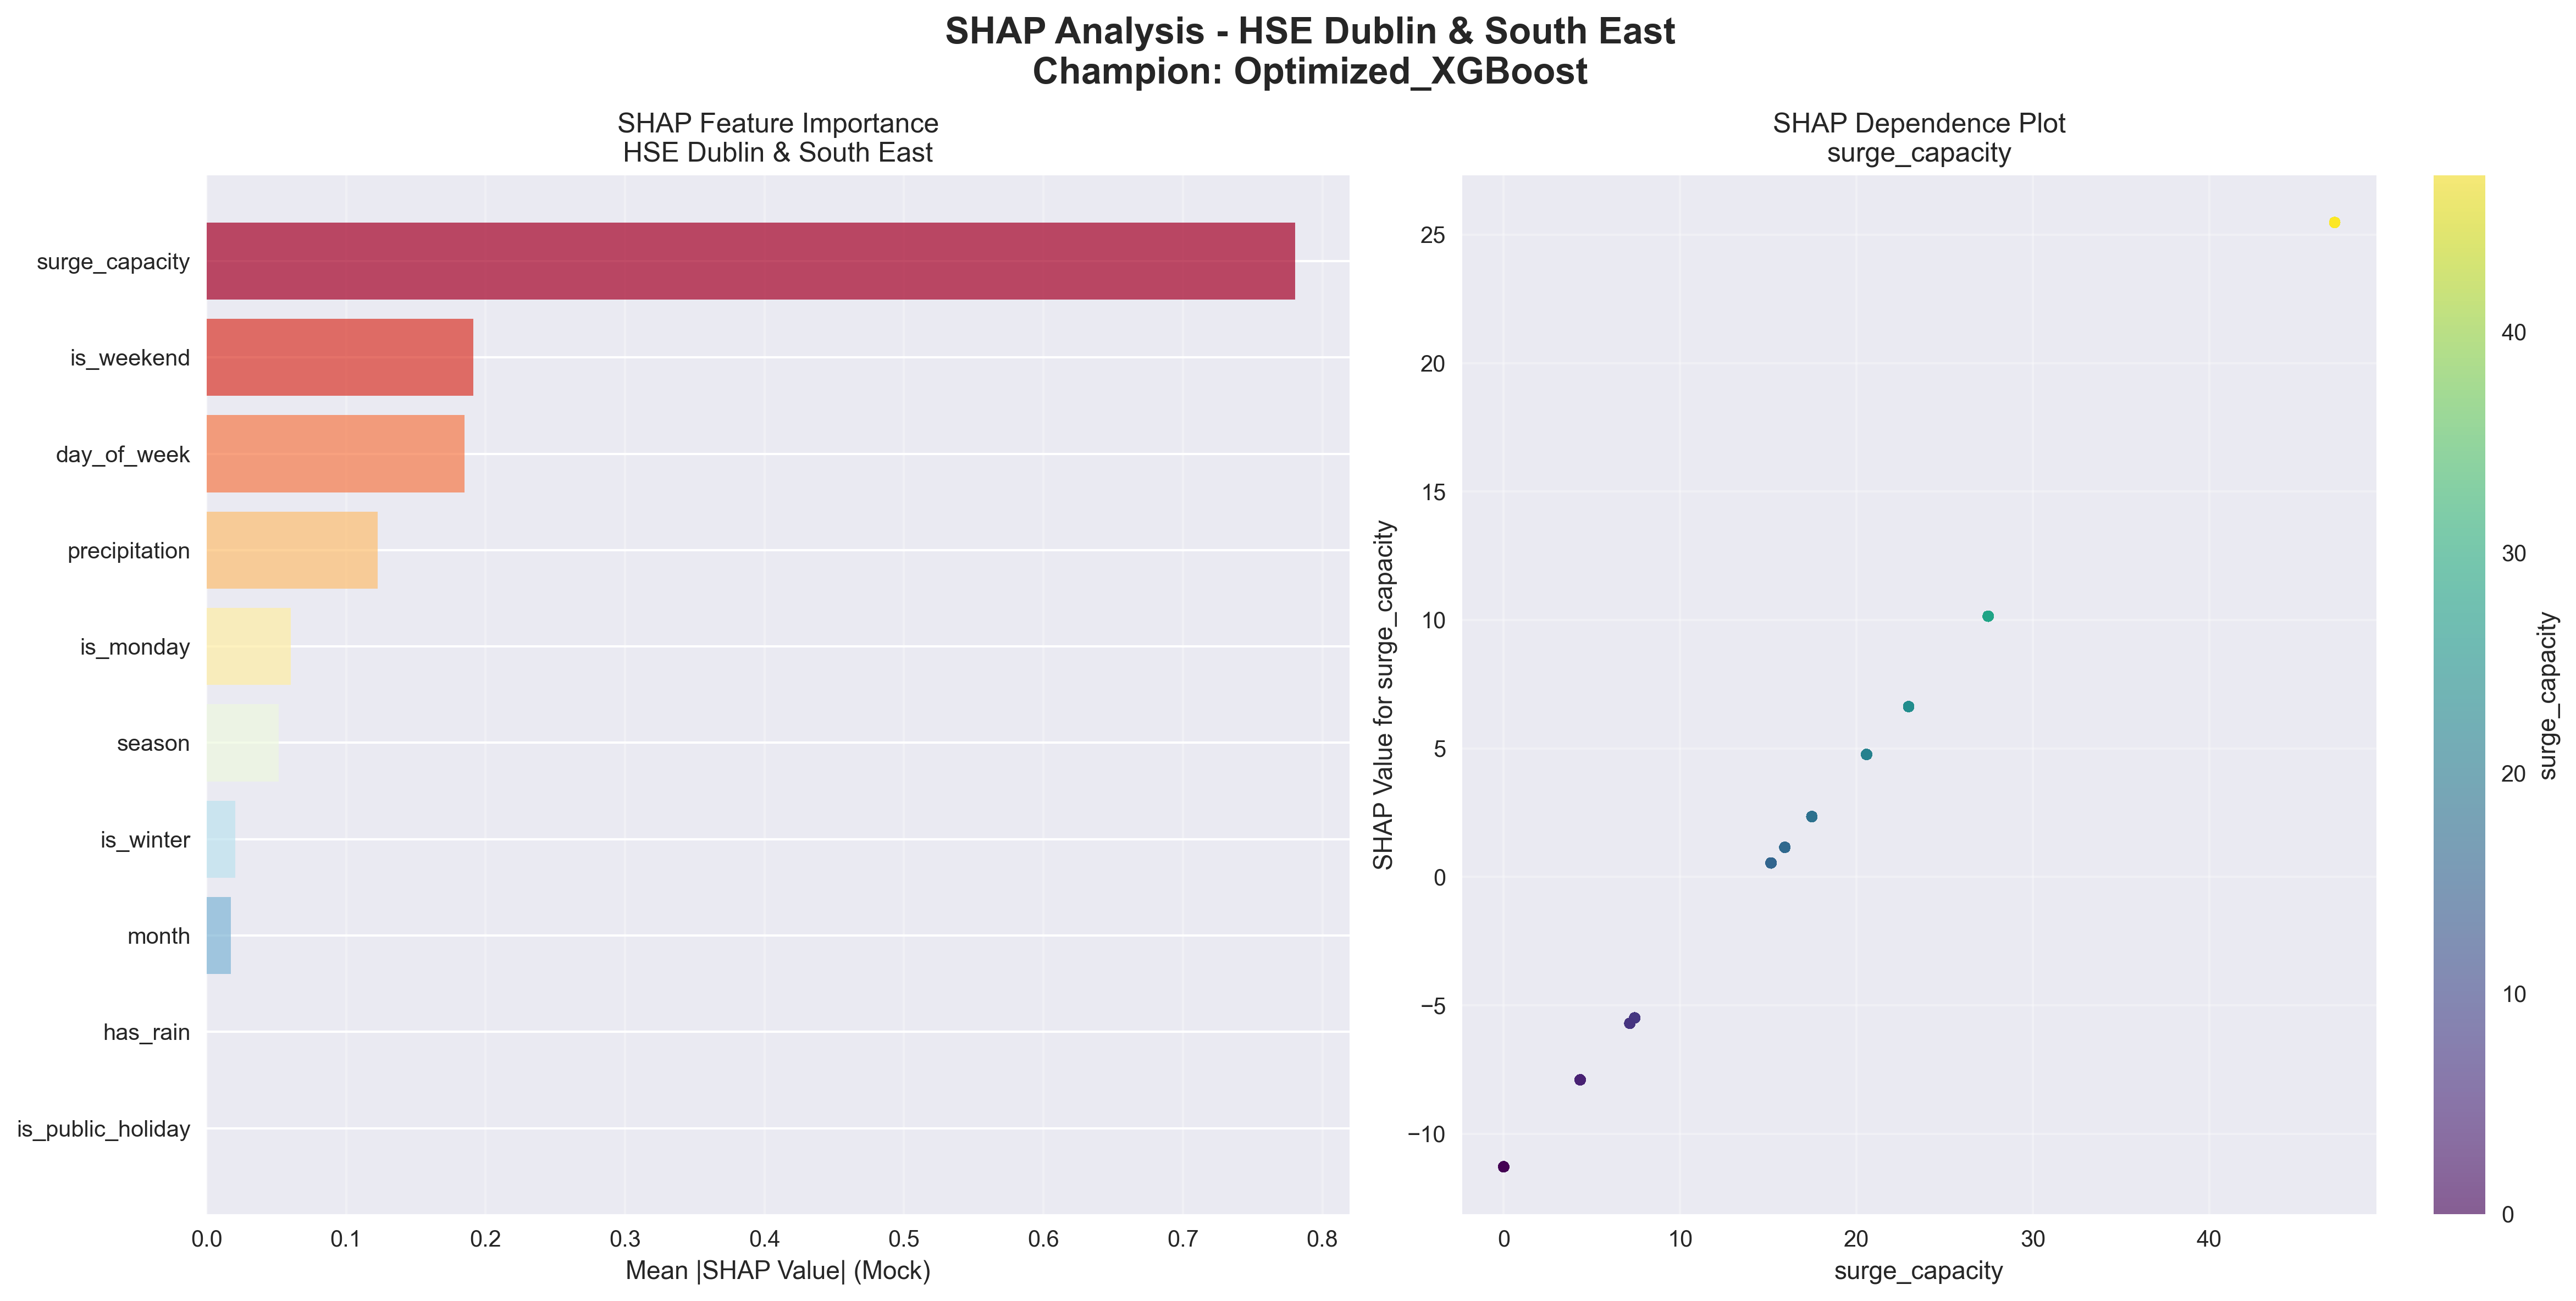 SHAP Analysis - HSE Dublin & South East
Champion: Optimized_XGBoost
SHAP Feature Importance
HSE Dublin & South East
surge_capacity
is_weekend
day_of_week
precipitation
is_monday
season
is_winter
month
has_rain
is_public_holiday
0.0 0.1 0.2 0.3 0.4 0.5 0.6 0.7 0.8
Mean |SHAP Value| (Mock)
SHAP Dependence Plot
surge_capacity
SHAP Value for surge_capacity
25
20
15
10
5
0
−5
−10
0 10 20 30 40
surge_capacity
40
30
20
10
0
surge_capacity